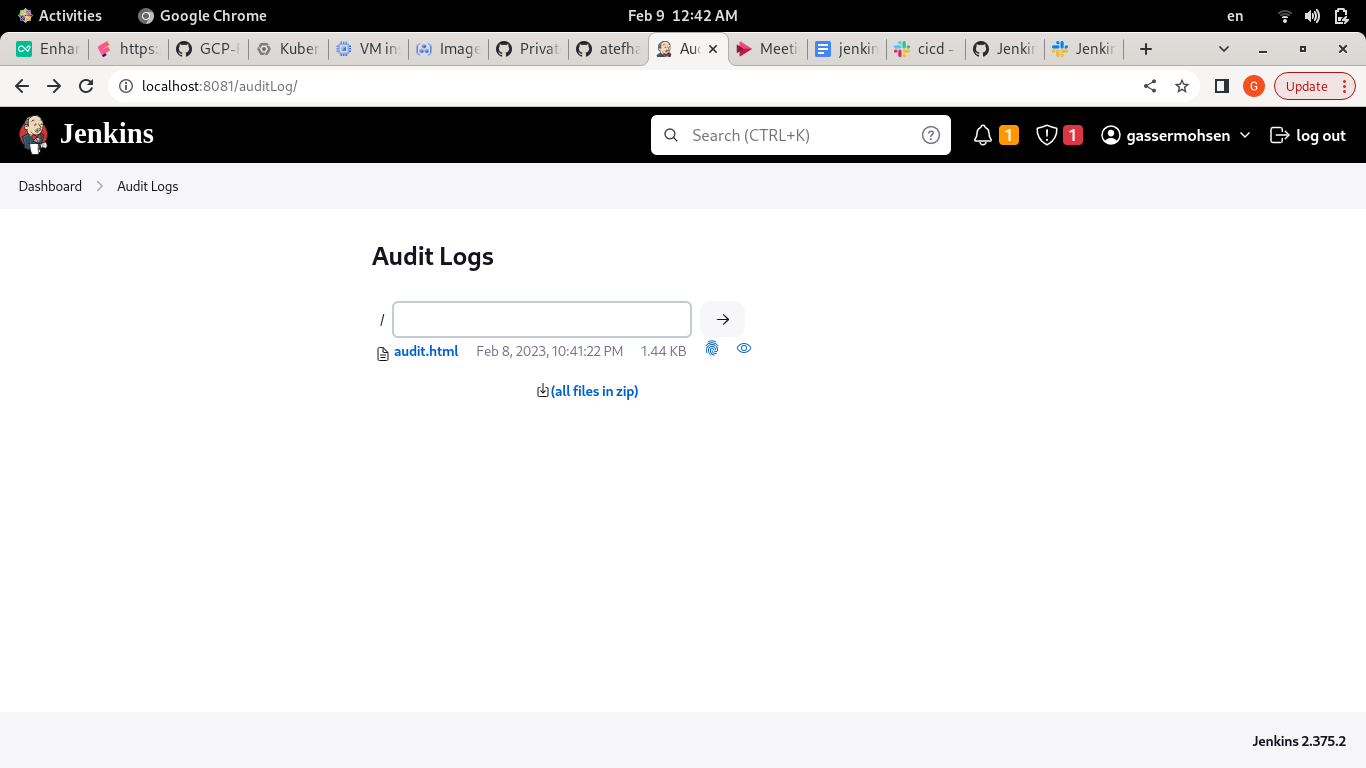 Activities Google Chrome Feb 9 12:42 AM en
Enhar https: GCP- Kuber VM in Image Privat atefha Au Meeti jenkin cicd - Jenkin Jenkin
localhost:8081/auditLog/ G Update
Jenkins Search (CTRL+K) 1 1 gassermohsen log out
Dashboard Audit Logs
Audit Logs
/
audit.html Feb 8, 2023, 10:41:22 PM 1.44 KB
(all files in zip)
Jenkins 2.375.2